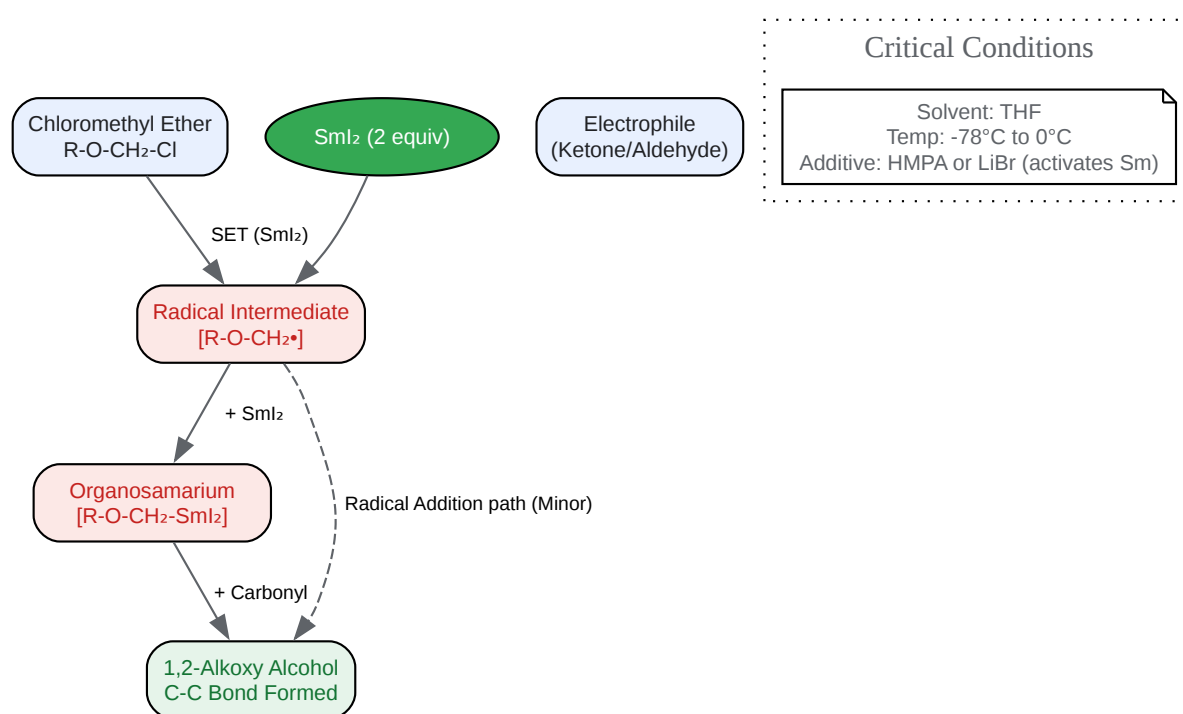 Critical Conditions
Chloromethyl Ether
R-O-CH₂-Cl
SmI₂ (2 equiv)
Electrophile
(Ketone/Aldehyde)
Solvent: THF
Temp: -78°C to 0°C
Additive: HMPA or LiBr (activates Sm)
SET (SmI₂)
Radical Intermediate
[R-O-CH₂•]
+ SmI₂
Organosamarium
[R-O-CH₂-SmI₂]
Radical Addition path (Minor)
+ Carbonyl
1,2-Alkoxy Alcohol
C-C Bond Formed